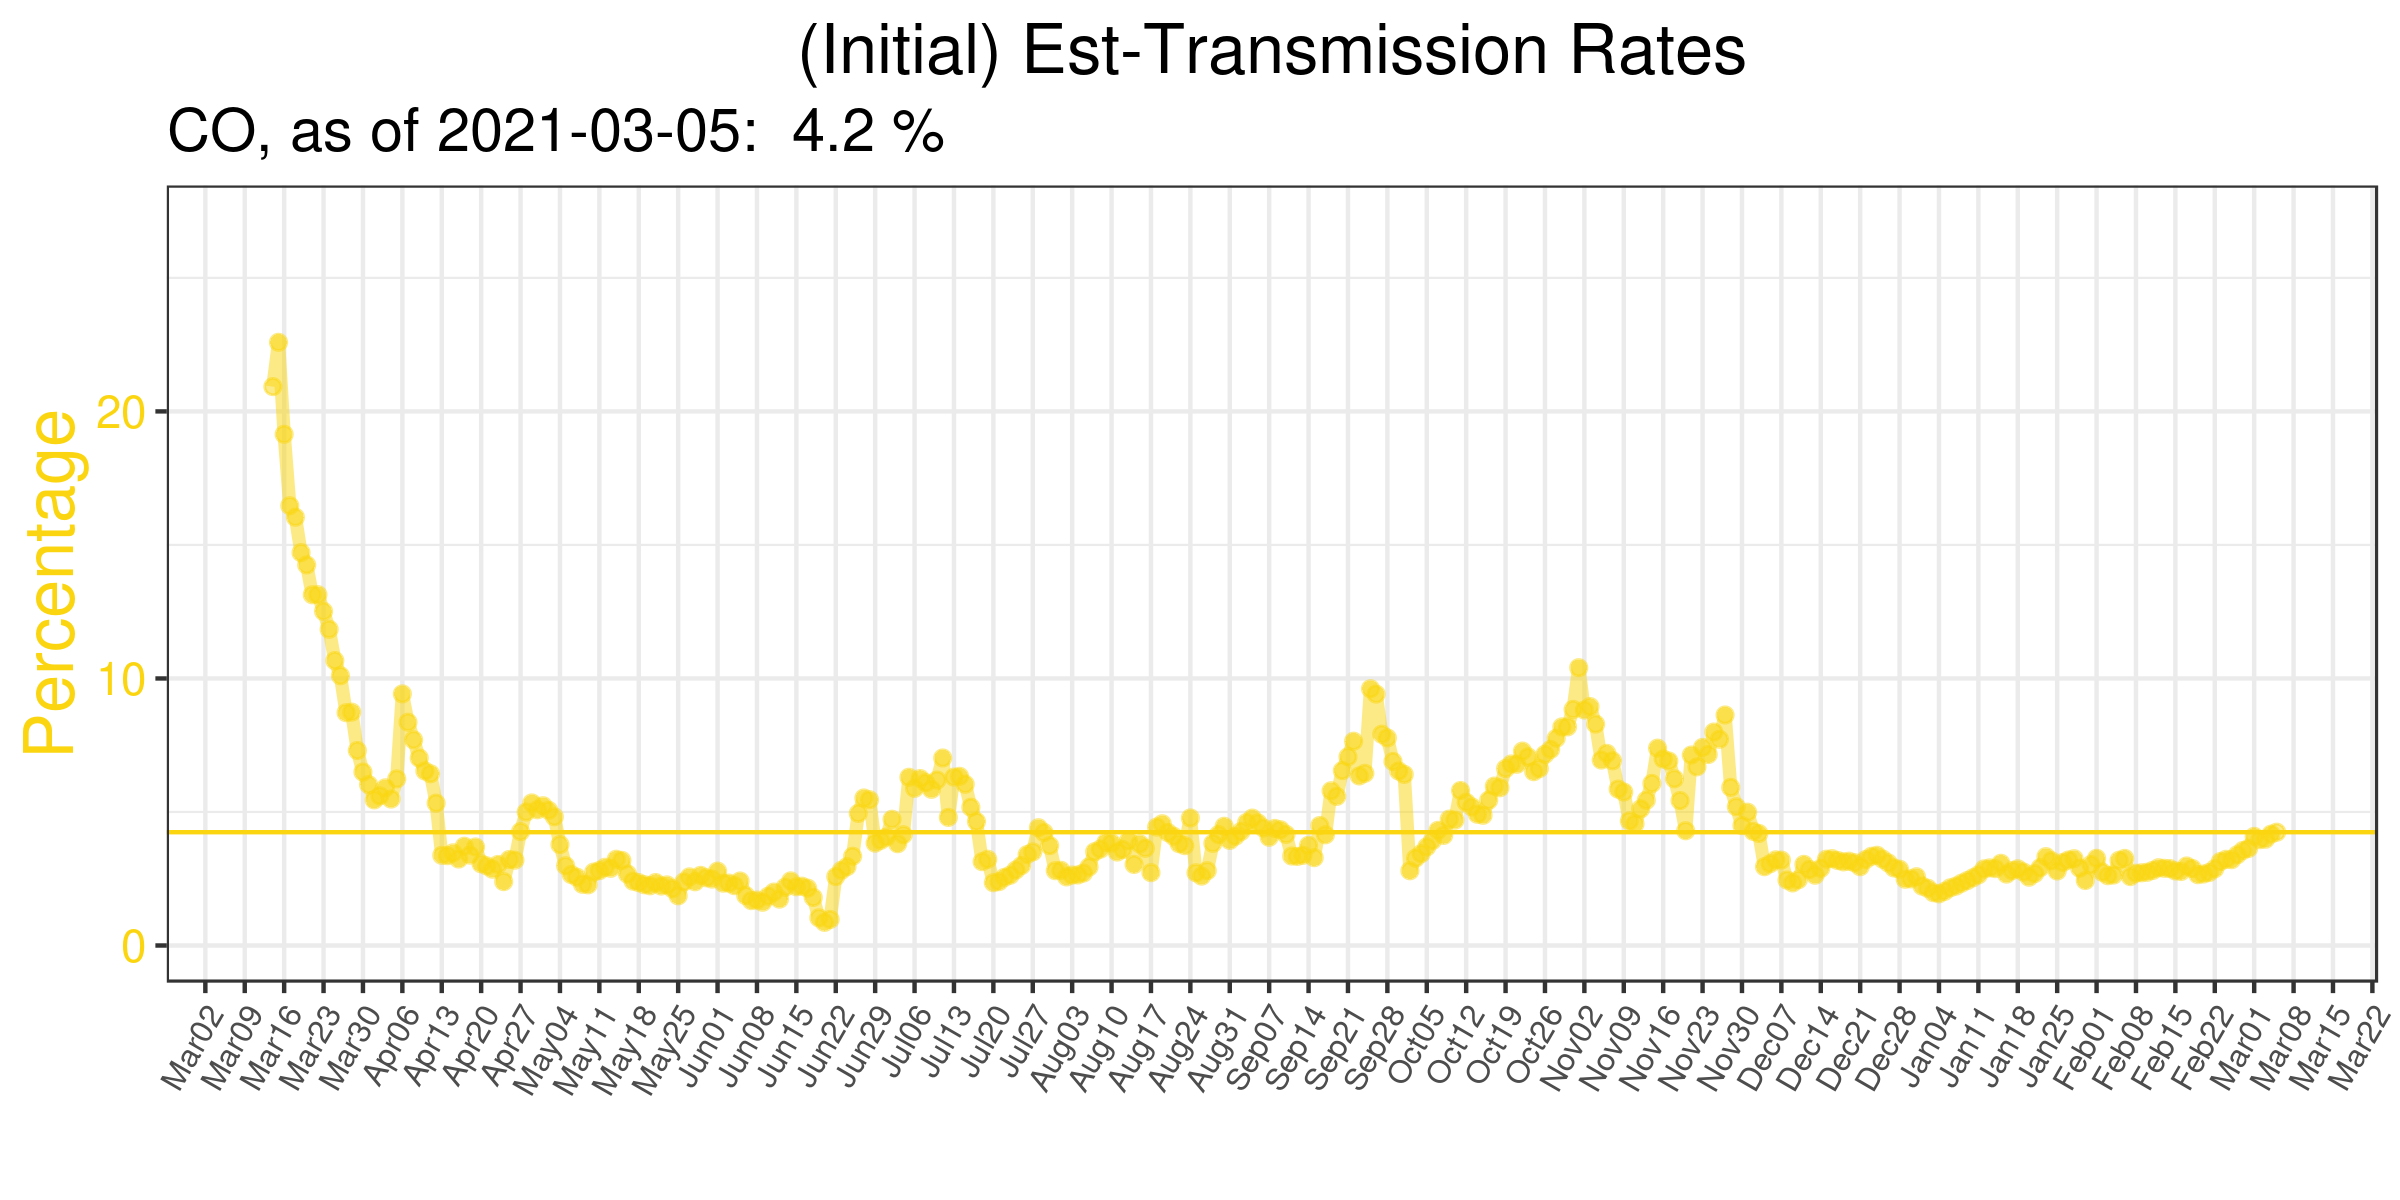 (Initial) Est-Transmission Rates
CO, as of 2021-03-05:  4.2 %
Percentage
20
10
0
Mar02
Mar09
Mar16
Mar23
Mar30
Apr06
Apr13
Apr20
Apr27
May04
May11
May18
May25
Jun01
Jun08
Jun15
Jun22
Jun29
Jul06
Jul13
Jul20
Jul27
Aug03
Aug10
Aug17
Aug24
Aug31
Sep07
Sep14
Sep21
Sep28
Oct05
Oct12
Oct19
Oct26
Nov02
Nov09
Nov16
Nov23
Nov30
Dec07
Dec14
Dec21
Dec28
Jan04
Jan11
Jan18
Jan25
Feb01
Feb08
Feb15
Feb22
Mar01
Mar08
Mar15
Mar22